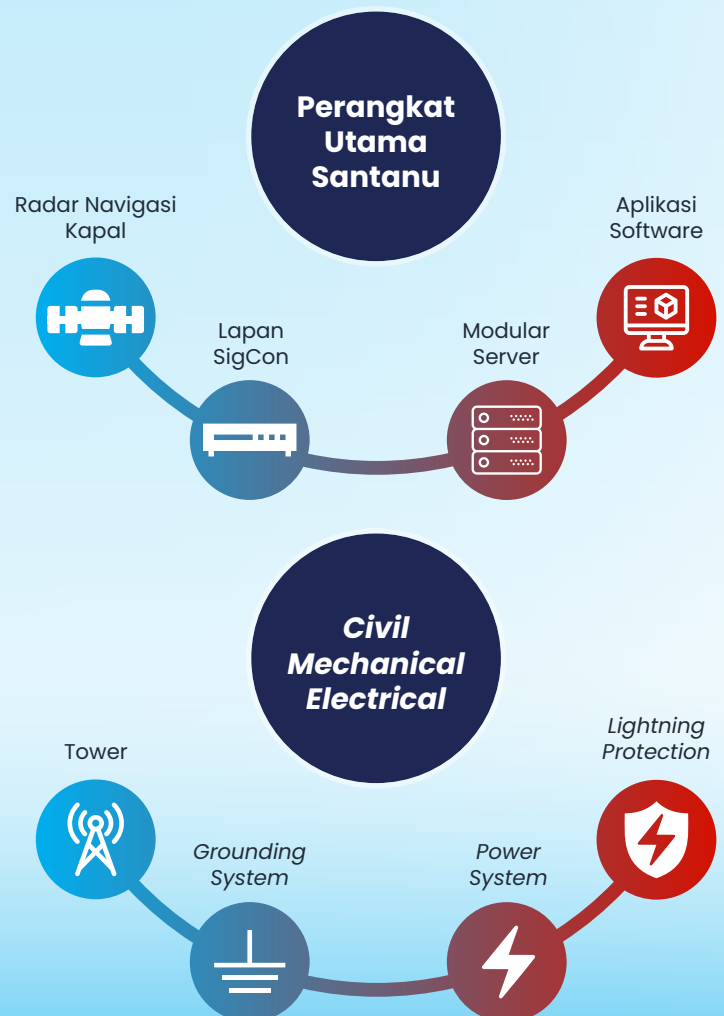 Perangkat
Utama
Santanu
Radar Navigasi
Kapal
Lapan
SigCon
Modular
Server
Aplikasi
Software
Civil
Mechanical
Electrical
Tower
Grounding
System
Power
System
Lightning
Protection